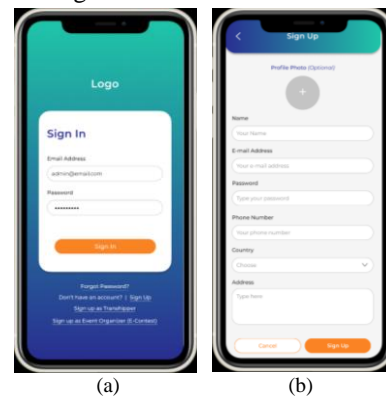 Logo
Sign In
Email Address
admin@email.com
Password
•••••••••
Sign In
Forgot Password?
Don't have an account? | Sign Up
Sign up as Transhipper
Sign up as Event Organizer (E-Contest)
(a)
Sign Up
Profile Photo (Optional)
+
Name
Your Name
E-mail Address
Your e-mail address
Password
Type your password
Phone Number
Your phone number
Country
Choose
Address
Type here
Cancel
Sign Up
(b)